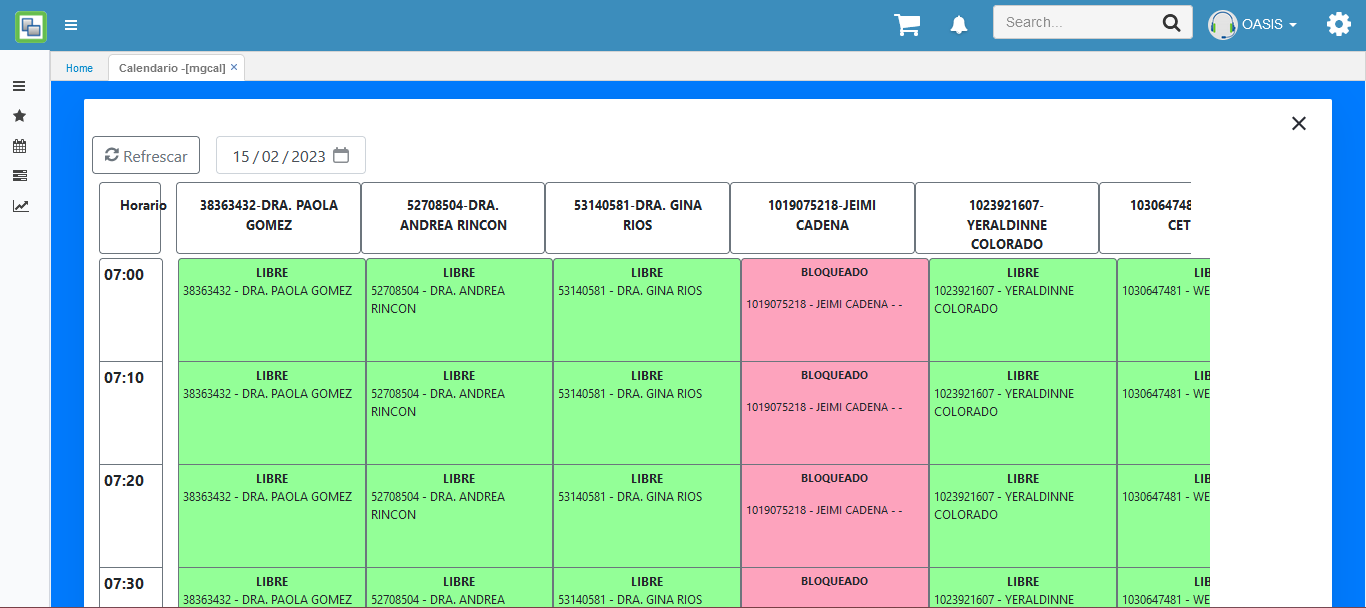 Search...
OASIS
Home
Calendario -[mgcal] ×
Refrescar
15 / 02 / 2023
Horario
38363432-DRA. PAOLA
GOMEZ
52708504-DRA.
ANDREA RINCON
53140581-DRA. GINA
RIOS
1019075218-JEIMI
CADENA
1023921607-
YERALDINNE
COLORADO
103064748
CET
07:00
LIBRE
38363432 - DRA. PAOLA GOMEZ
LIBRE
52708504 - DRA. ANDREA
RINCON
LIBRE
53140581 - DRA. GINA RIOS
BLOQUEADO
1019075218 - JEIMI CADENA - -
LIBRE
1023921607 - YERALDINNE
COLORADO
LIB
1030647481 - WE
07:10
LIBRE
38363432 - DRA. PAOLA GOMEZ
LIBRE
52708504 - DRA. ANDREA
RINCON
LIBRE
53140581 - DRA. GINA RIOS
BLOQUEADO
1019075218 - JEIMI CADENA - -
LIBRE
1023921607 - YERALDINNE
COLORADO
LIB
1030647481 - WE
07:20
LIBRE
38363432 - DRA. PAOLA GOMEZ
LIBRE
52708504 - DRA. ANDREA
RINCON
LIBRE
53140581 - DRA. GINA RIOS
BLOQUEADO
1019075218 - JEIMI CADENA - -
LIBRE
1023921607 - YERALDINNE
COLORADO
LIB
1030647481 - WE
07:30
LIBRE
38363432 - DRA. PAOLA GOMEZ
LIBRE
52708504 - DRA. ANDREA
LIBRE
53140581 - DRA. GINA RIOS
BLOQUEADO
LIBRE
1023921607 - YERALDINNE
LIB
1030647481 - WE